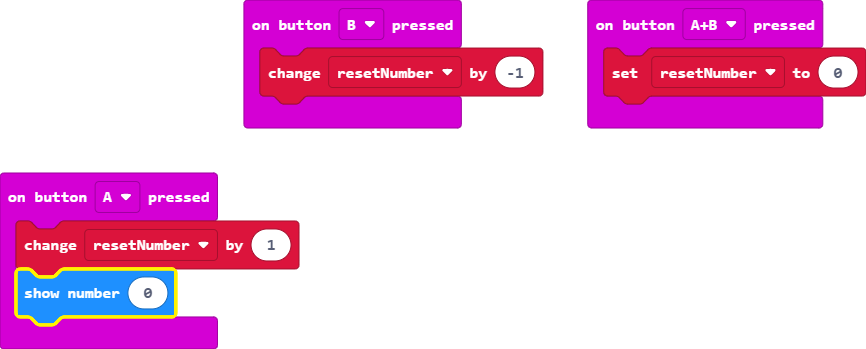 on button B pressed
change resetNumber by -1
on button A+B pressed
set resetNumber to 0
on button A pressed
change resetNumber by 1
show number 0